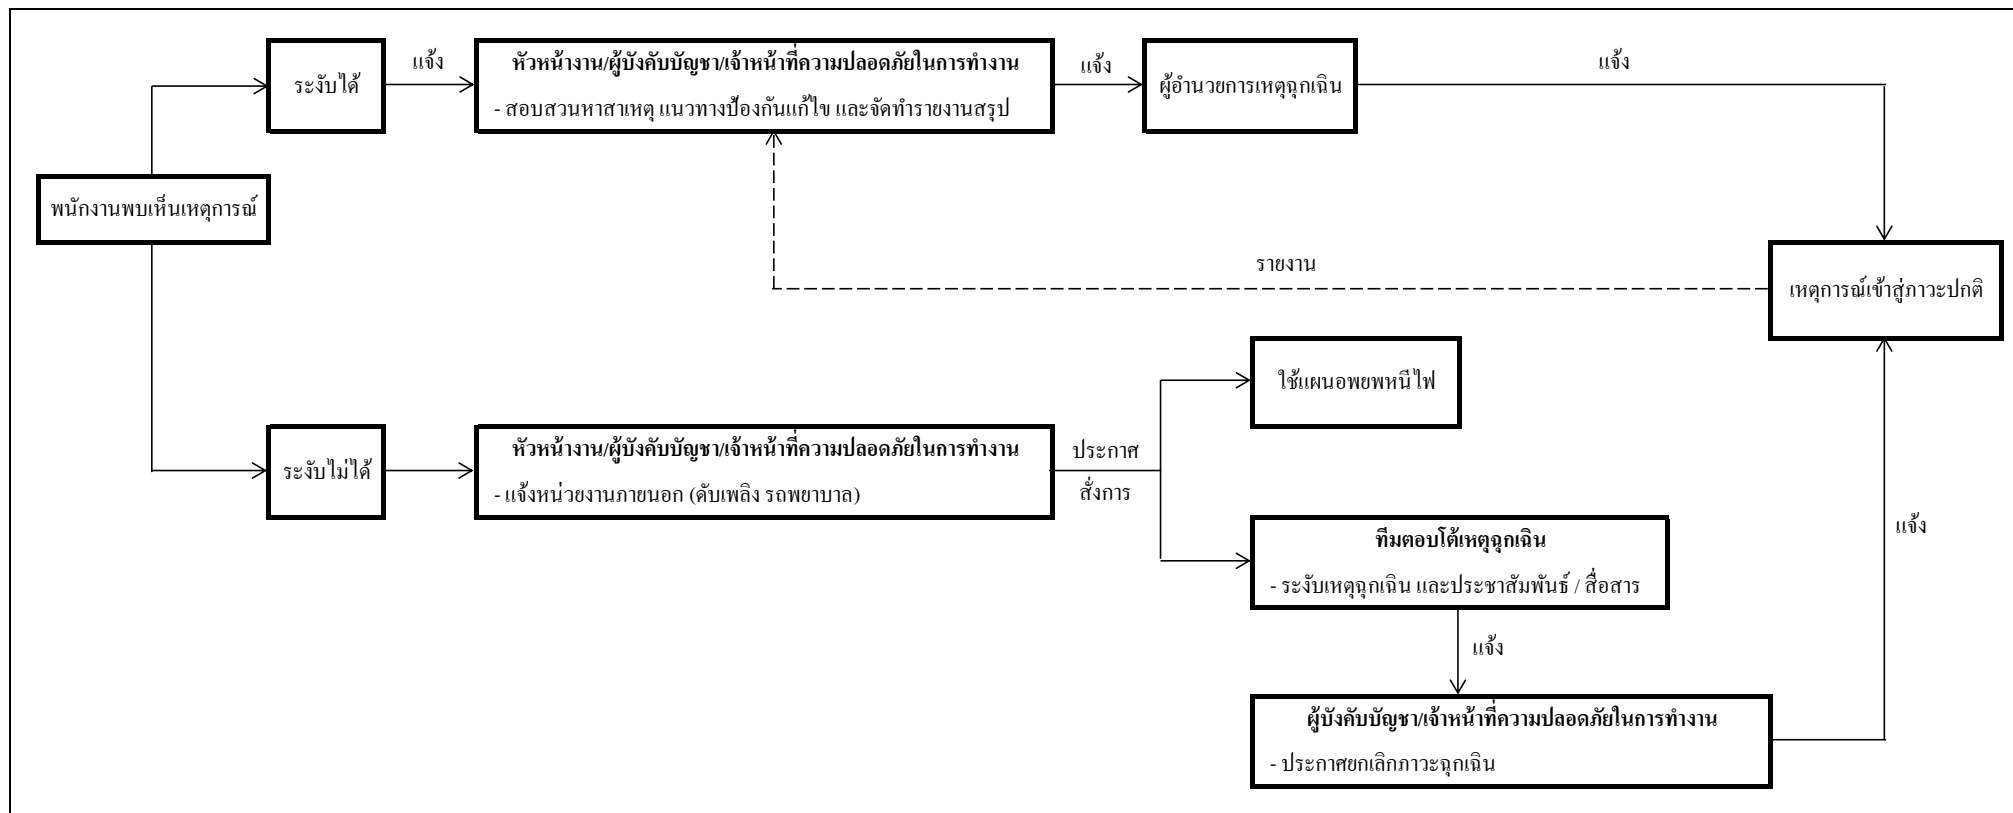 แจ้ง
หัวหน้างาน/ผู้บังคับบัญชา/เจ้าหน้าที่ความปลอดภัยในการทำงาน
แจ้ง
แจ้ง
ระงับได้
- สอบสวนหาสาเหตุ แนวทางป้องกันแก้ไข และจัดทำรายงานสรุป
ผู้อำนวยการเหตุฉุกเฉิน
พนักงานพบเห็นเหตุการณ์
รายงาน
เหตุการณ์เข้าสู่ภาวะปกติ
ใช้แผนอพยพหนีไฟ
ระงับไม่ได้
หัวหน้างาน/ผู้บังคับบัญชา/เจ้าหน้าที่ความปลอดภัยในการทำงาน
- แจ้งหน่วยงานภายนอก (ดับเพลิง รถพยาบาล)
ประกาศ
สั่งการ
แจ้ง
ทีมตอบโต้เหตุฉุกเฉิน
- ระงับเหตุฉุกเฉิน และประชาสัมพันธ์ / สื่อสาร
แจ้ง
ผู้บังคับบัญชา/เจ้าหน้าที่ความปลอดภัยในการทำงาน
- ประกาศยกเลิกภาวะฉุกเฉิน